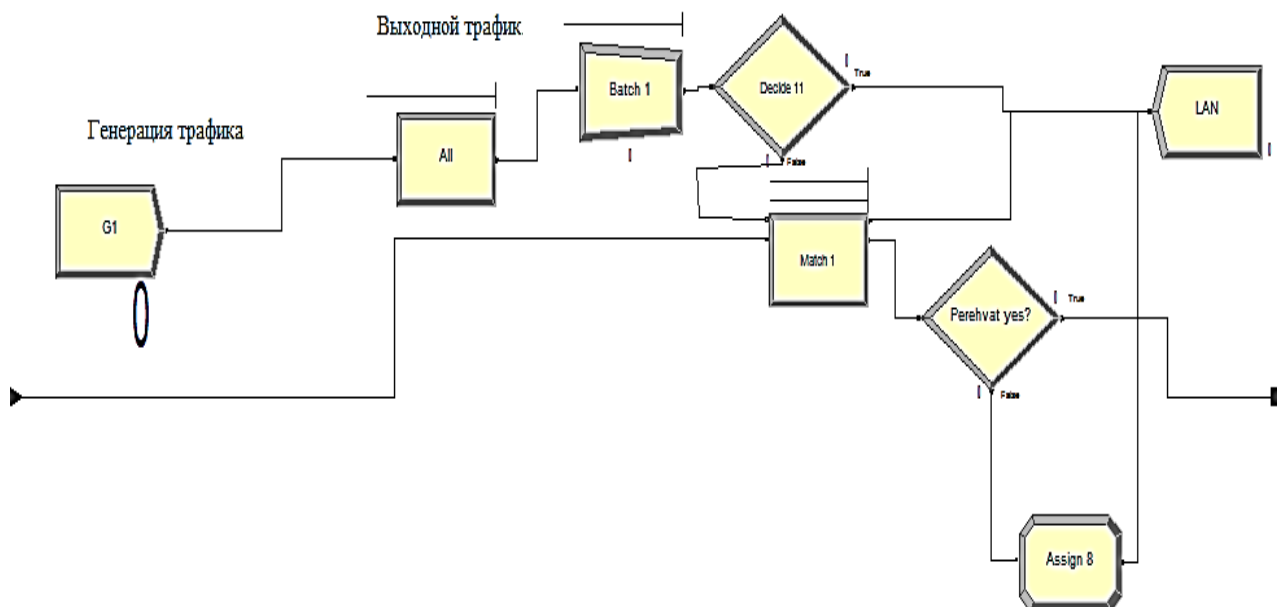 Выходной трафик
Batch 1
Decide 11
True
LAN
Генерация трафика
All
False
G1
Match 1
Perehvat yes?
True
False
Assign 8